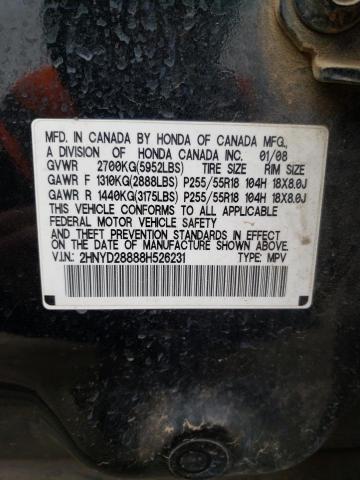 MFD. IN CANADA BY HONDA OF CANADA MFG.,
A DIVISION OF HONDA CANADA INC. 01/08
GVWR 2700KG(5952LBS) TIRE SIZE RIM SIZE
GAWR F 1310KG(2888LBS) P255/55R18 104H 18X8.0J
GAWR R 1440KG(3175LBS) P255/55R18 104H 18X8.0J
THIS VEHICLE CONFORMS TO ALL APPLICABLE
FEDERAL MOTOR VEHICLE SAFETY
AND THEFT PREVENTION STANDARDS IN EFFECT
ON THE DATE OF MANUFACTURE SHOWN ABOVE.
V.I.N.: 2HNYD28888H526231 TYPE: MPV